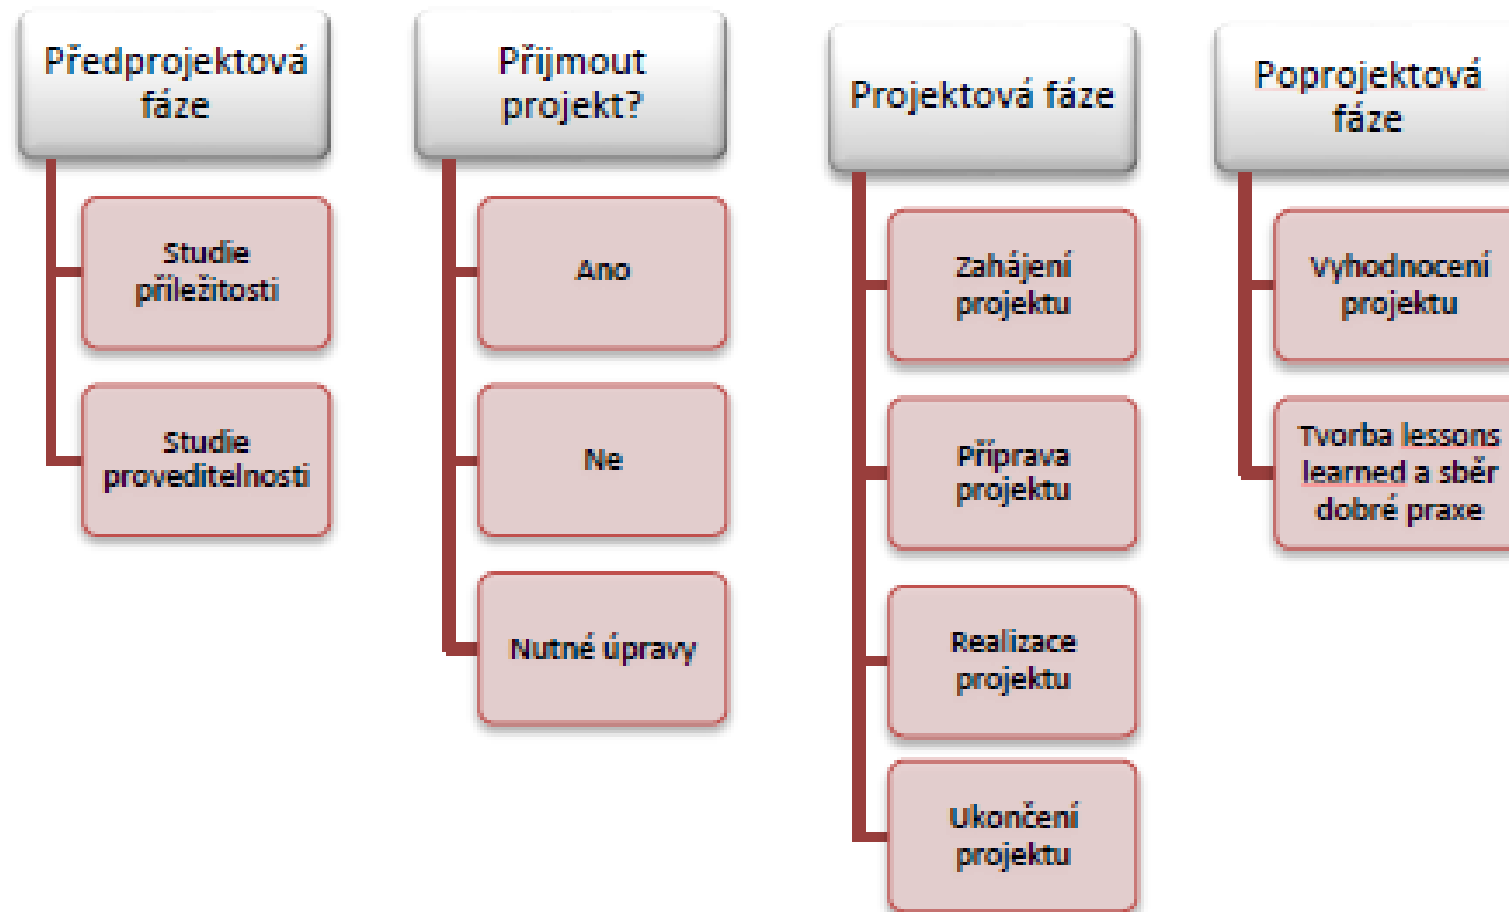 Předprojektová
fáze
Studie
příležitosti
Studie
proveditelnosti
Přijmout
projekt?
Ano
Ne
Nutné úpravy
Projektová fáze
Zahájení
projektu
Příprava
projektu
Realizace
projektu
Ukončení
projektu
Poprojektová
fáze
Vyhodnocení
projektu
Tvorba lessons
learned a sběr
dobré praxe